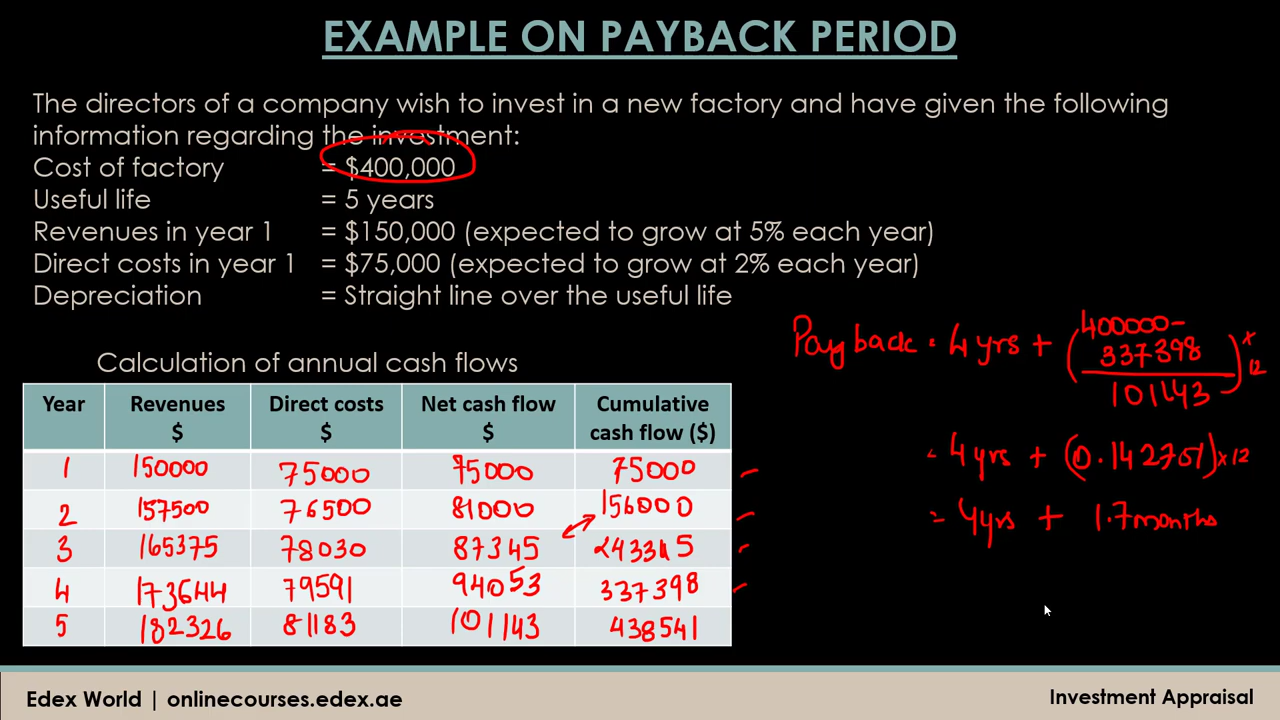 EXAMPLE ON PAYBACK PERIOD
The directors of a company wish to invest in a new factory and have given the following
information regarding the investment:
Cost of factory = $400,000
Useful life = 5 years
Revenues in year 1 = $150,000 (expected to grow at 5% each year)
Direct costs in year 1 = $75,000 (expected to grow at 2% each year)
Depreciation = Straight line over the useful life
Calculation of annual cash flows
Year Revenues $ Direct costs $ Net cash flow $ Cumulative cash flow ($)
1 150000 75000 75000 75000
2 157500 76500 81000 156000
3 165375 78030 87345 243345
4 173644 79591 94053 337398
5 182326 81183 101143 438541
Payback = 4 yrs + (400000 - 337398 / 101143) × 12
= 4 yrs + (0.142751) × 12
= 4 yrs + 1.7 months
Edex World | onlinecourses.edex.ae
Investment Appraisal